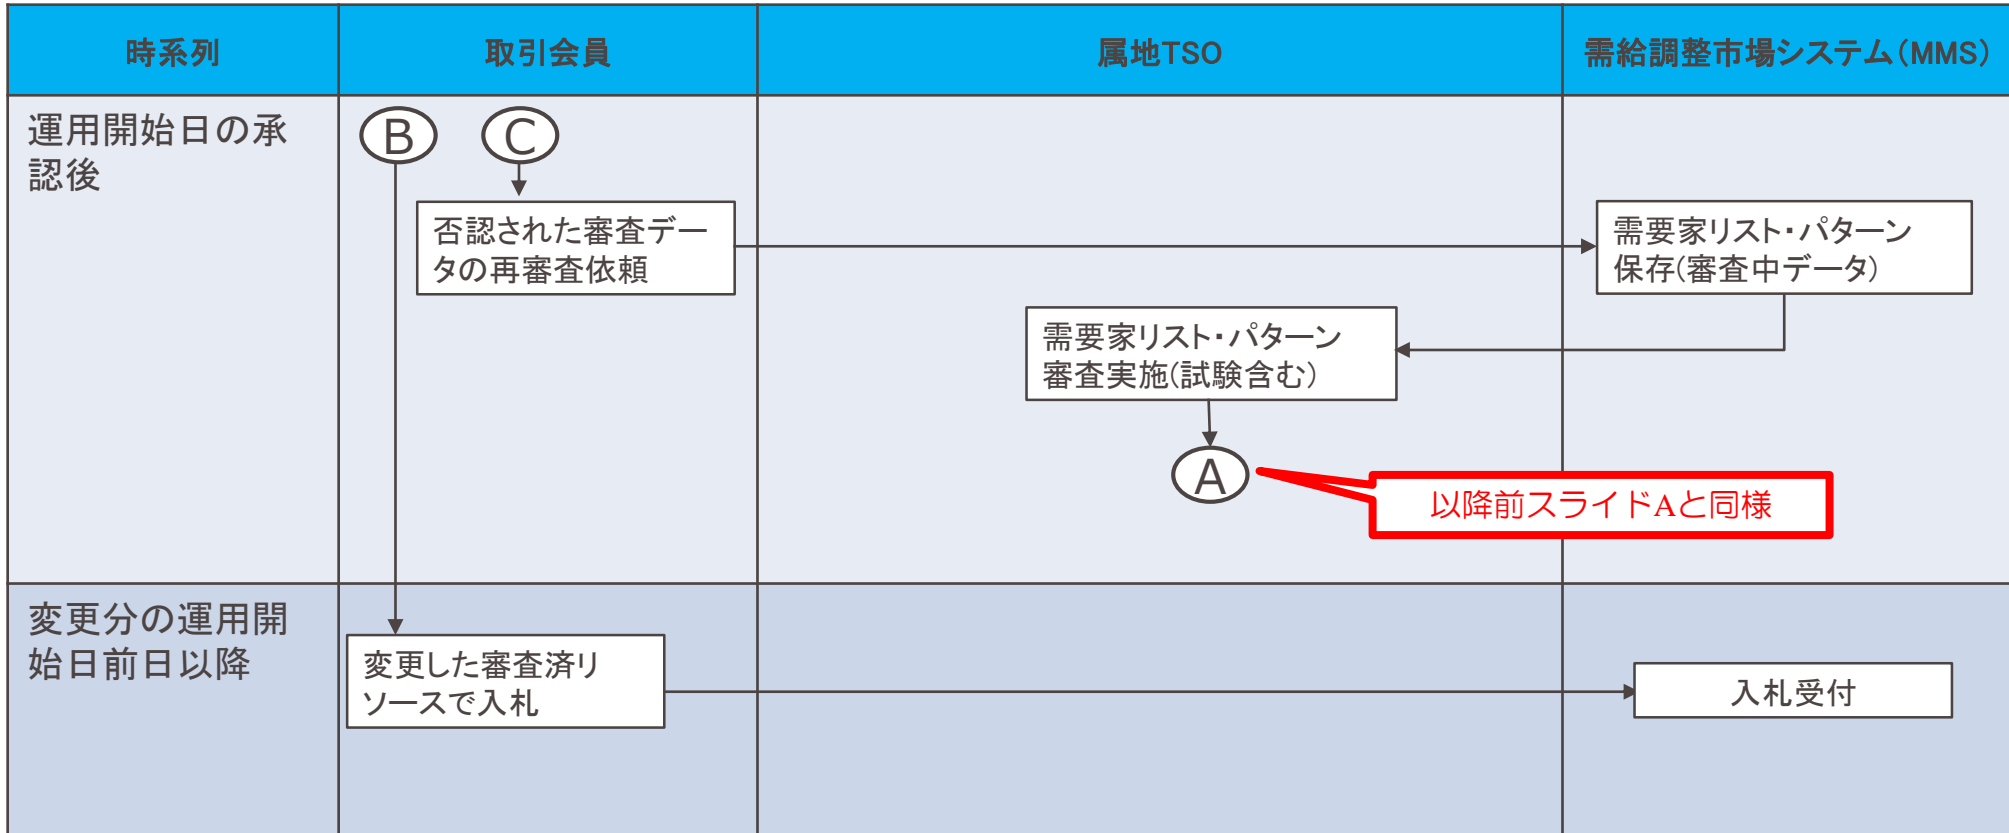 時系列
取引会員
属地TSO
需給調整市場システム(MMS)
運用開始日の承
認後
B
C
否認された審査デー
タの再審査依頼
需要家リスト・パターン
保存(審査中データ)
需要家リスト・パターン
審査実施(試験含む)
A
以降前スライドAと同様
変更分の運用開
始日前日以降
変更した審査済リ
ソースで入札
入札受付